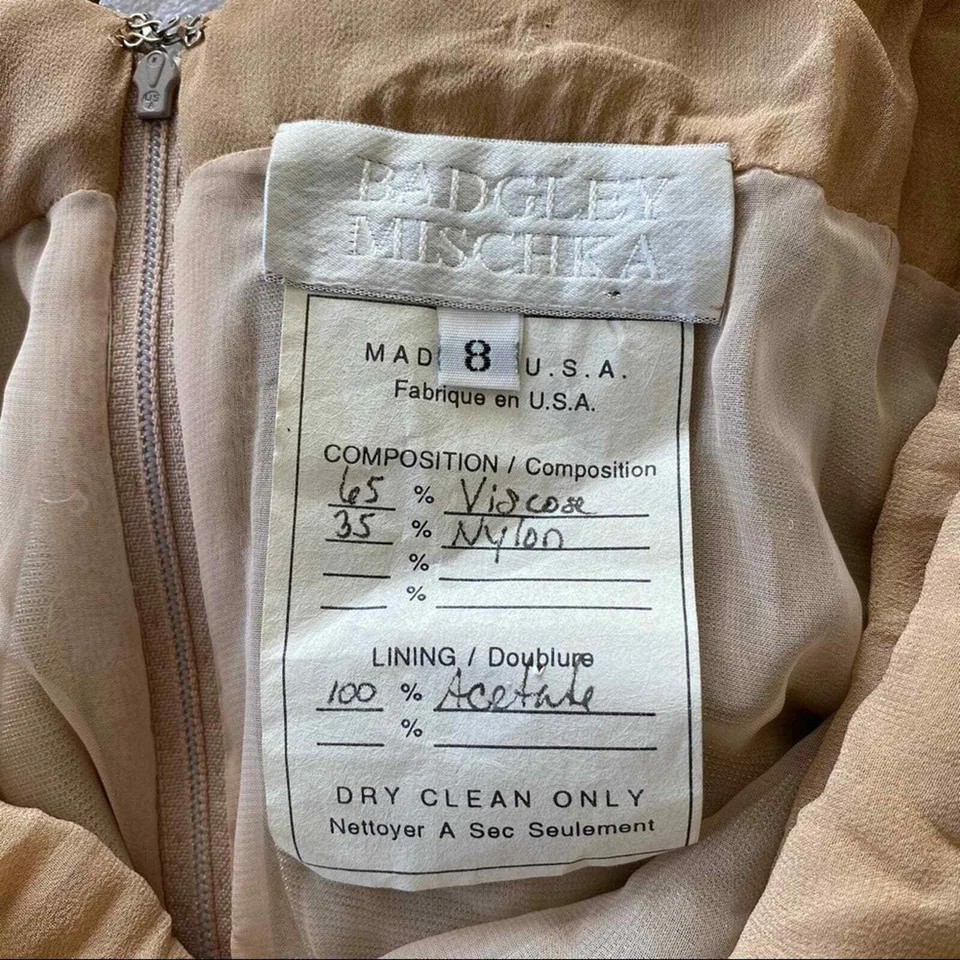 BADGLEY
MISCHKA
8
MAD U.S.A.
Fabrique en U.S.A.
COMPOSITION / Composition
65 % Viscose
35 % Nylon
%
%
LINING / Doublure
100 % Acetate
%
DRY CLEAN ONLY
Nettoyer A Sec Seulement